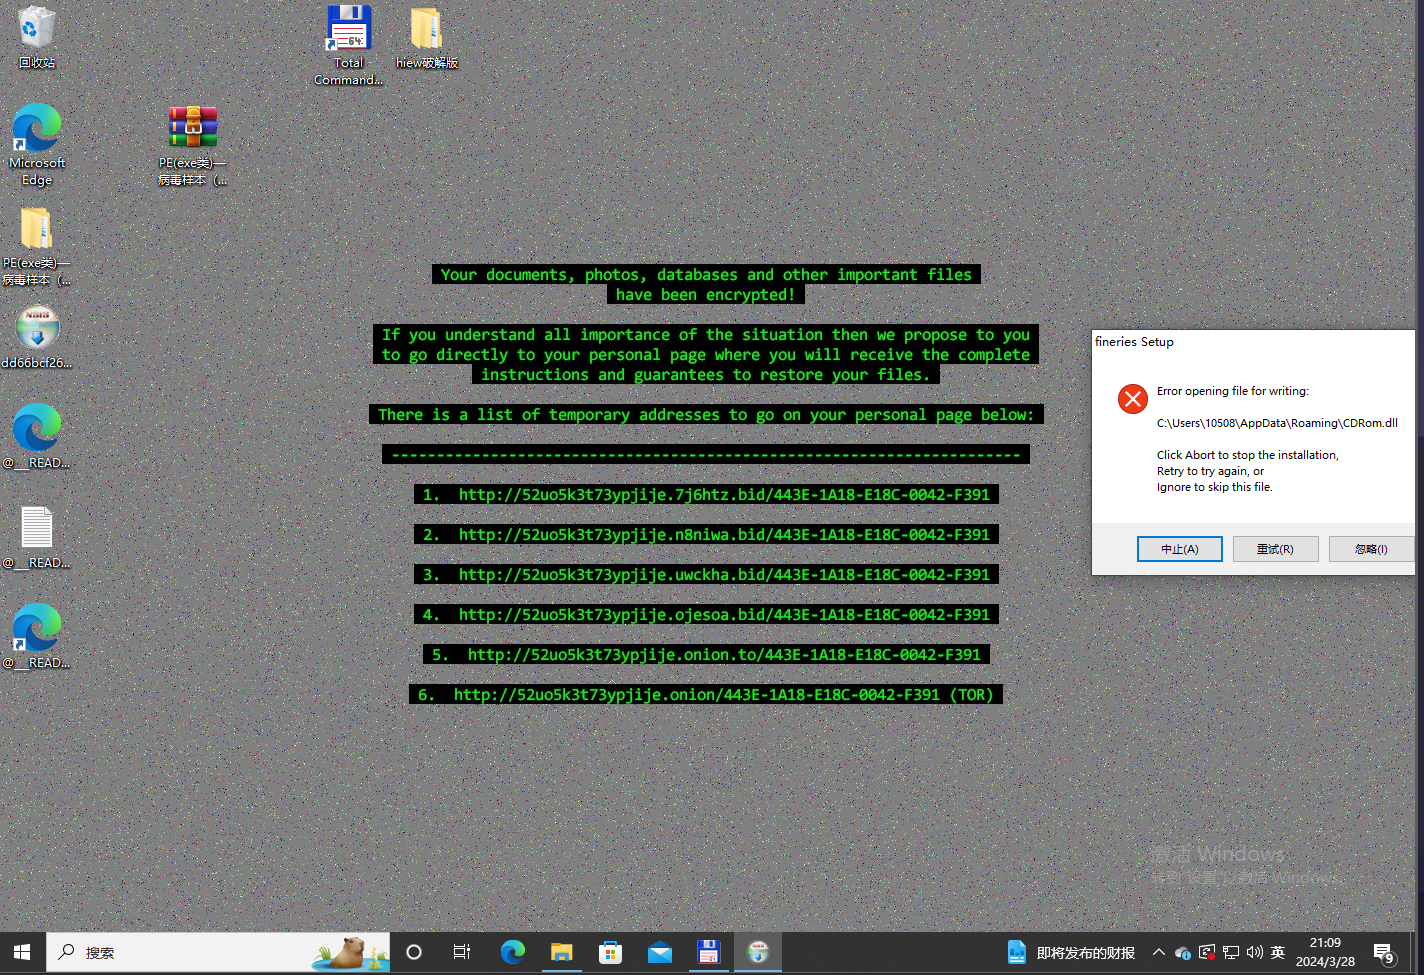 回收站
Total
Command...
hiew破解版
Microsoft
Edge
PE(exe类)—
病毒样本（...
PE(exe类)—
病毒样本（...
NSIS
dd66bcf26...
@___READ...
@___READ...
@___READ...
Your documents, photos, databases and other important files
have been encrypted!
If you understand all importance of the situation then we propose to you
to go directly to your personal page where you will receive the complete
instructions and guarantees to restore your files.
There is a list of temporary addresses to go on your personal page below:
----------------------------------------------------------------------
1. http://52uo5k3t73ypjije.7j6htz.bid/443E-1A18-E18C-0042-F391
2. http://52uo5k3t73ypjije.n8niwa.bid/443E-1A18-E18C-0042-F391
3. http://52uo5k3t73ypjije.uwckha.bid/443E-1A18-E18C-0042-F391
4. http://52uo5k3t73ypjije.ojesoa.bid/443E-1A18-E18C-0042-F391
5. http://52uo5k3t73ypjije.onion.to/443E-1A18-E18C-0042-F391
6. http://52uo5k3t73ypjije.onion/443E-1A18-E18C-0042-F391 (TOR)
fineries Setup
Error opening file for writing:
C:\Users\10508\AppData\Roaming\CDRom.dll
Click Abort to stop the installation,
Retry to try again, or
Ignore to skip this file.
中止(A)
重试(R)
忽略(I)
激活 Windows
转到"设置"以激活 Windows。
搜索
即将发布的财报
英
21:09
2024/3/28
9